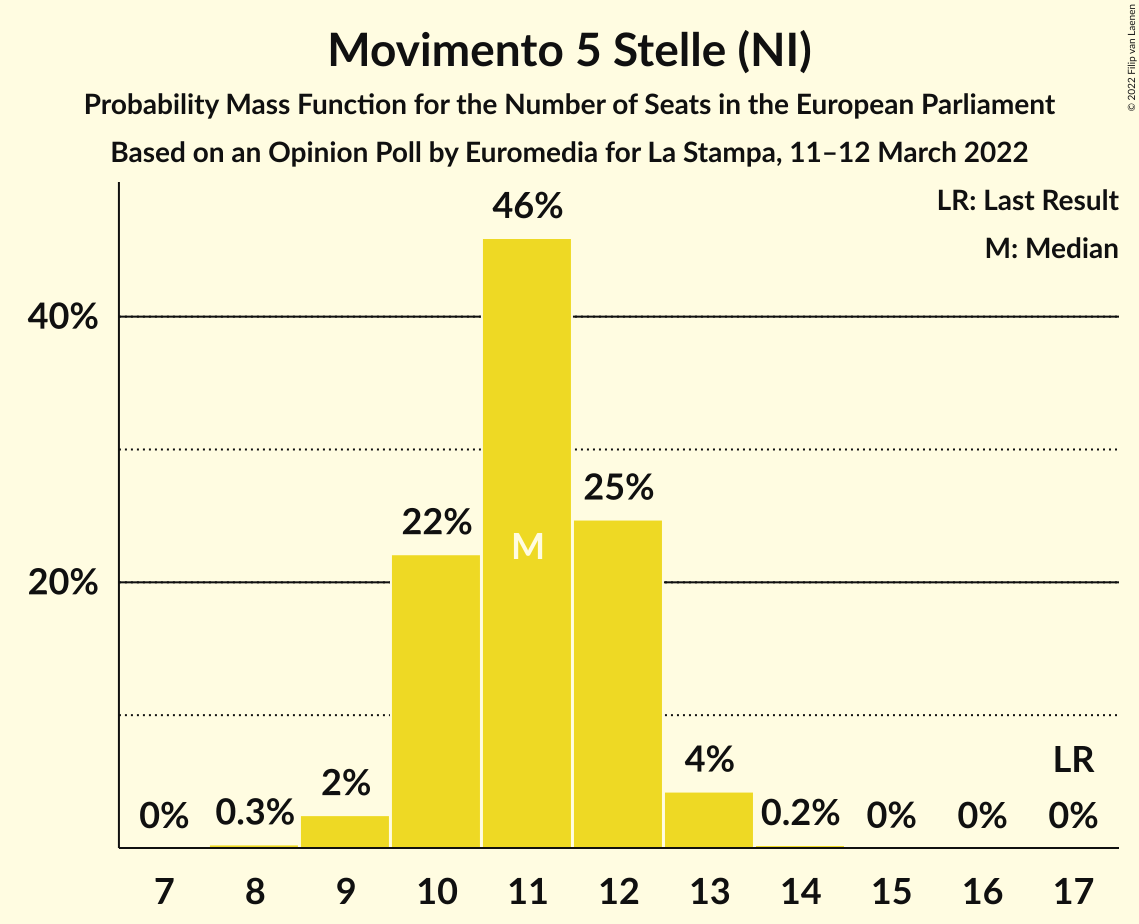 Movimento 5 Stelle (NI)
Probability Mass Function for the Number of Seats in the European Parliament
Based on an Opinion Poll by Euromedia for La Stampa, 11–12 March 2022
© 2022 Filip van Laenen
LR: Last Result
M: Median
40%
20%
0%
0.3%
2%
22%
46%
M
25%
4%
0.2%
0%
0%
LR
0%
7 8 9 10 11 12 13 14 15 16 17